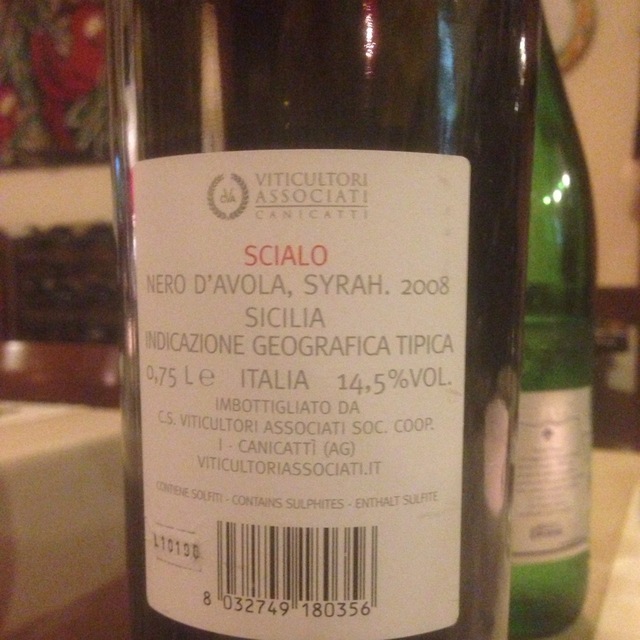 VITICULTORI
ASSOCIATI
CANICATTÌ
SCIALO
NERO D'AVOLA, SYRAH. 2008
SICILIA
INDICAZIONE GEOGRAFICA TIPICA
0,75 L e ITALIA 14,5%VOL.
IMBOTTIGLIATO DA
C.S. VITICULTORI ASSOCIATI SOC. COOP.
I - CANICATTÌ (AG)
VITICULTORIASSOCIATI.IT
CONTIENE SOLFITI - CONTAINS SULPHITES - ENTHALT SULFITE
8 032749 180356